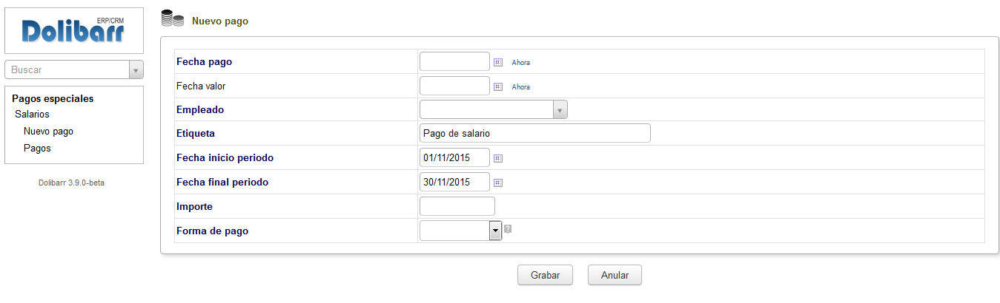 ERP/CRM
Dolibarr
Buscar
Pagos especiales
Salarios
Nuevo pago
Pagos
Dolibarr 3.9.0-beta
Nuevo pago
Fecha pago Ahora
Fecha valor Ahora
Empleado
Etiqueta Pago de salario
Fecha inicio periodo 01/11/2015
Fecha final periodo 30/11/2015
Importe
Forma de pago ?
Grabar Anular